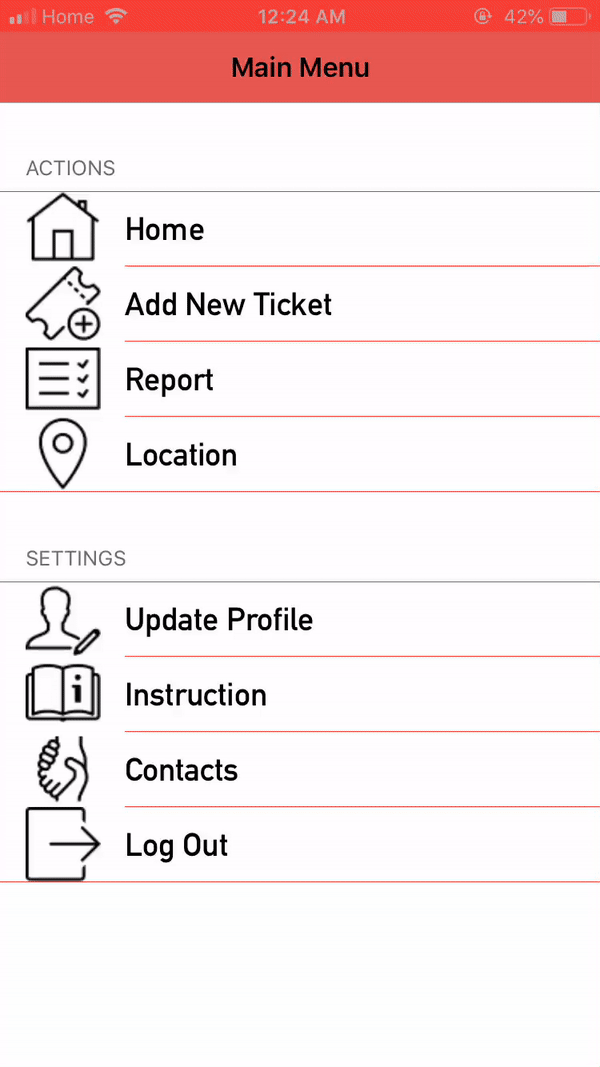 Home 12:24 AM 42%
Main Menu
ACTIONS
Home
Add New Ticket
Report
Location
SETTINGS
Update Profile
Instruction
Contacts
Log Out